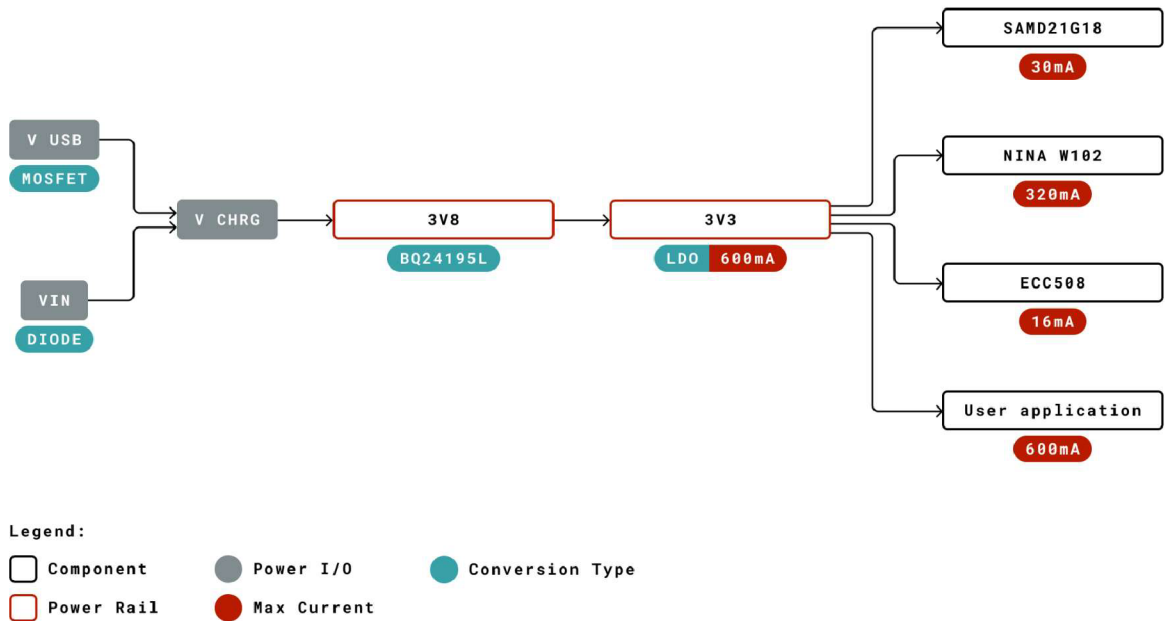 SAMD21G18
30mA
V USB
MOSFET
NINA W102
320mA
V CHRG
3V8
BQ24195L
3V3
LDO 600mA
VIN
DIODE
ECC508
16mA
User application
600mA
Legend:
Component
Power I/O
Conversion Type
Power Rail
Max Current